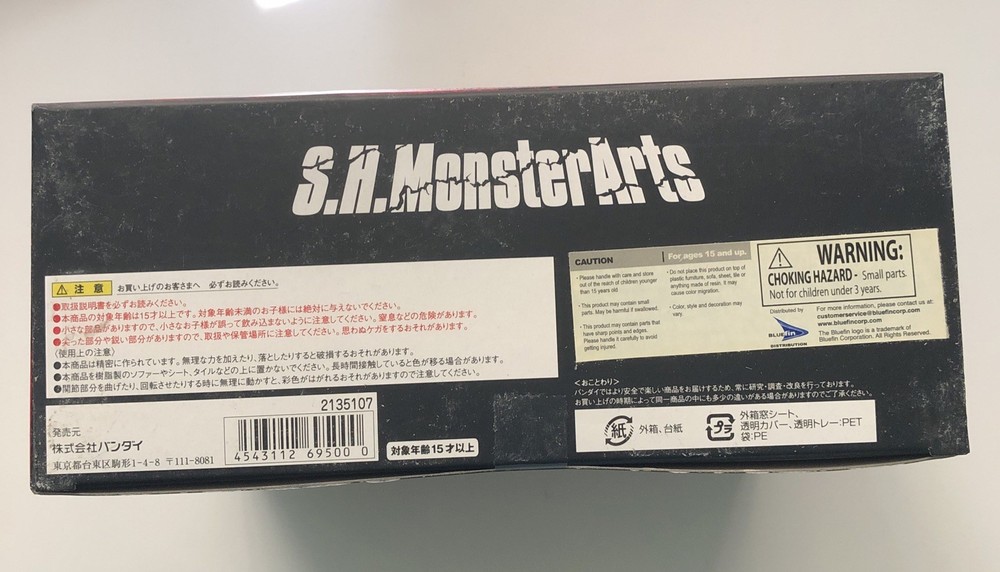 S.H.MonsterArts
注 意 お買い上げのお客さまへ 必ずお読みください。
●取扱説明書を必ずお読みください。
●本商品の対象年齢は15才以上です。対象年齢未満のお子様には絶対に与えないでください。
●小さな部品がありますので、小さなお子様が誤って飲み込まないように注意してください。窒息などの危険があります。
●尖った部分や鋭い部分がありますので、取扱や保管場所に注意してください。思わぬケガをするおそれがあります。
〈使用上の注意〉
●本商品は精密に作られています。無理な力を加えたり、落としたりすると破損するおそれがあります。
●本商品を樹脂製のソファーやシート、タイルなどの上に置かないでください。長時間接触していると色が移る場合があります。
●関節部分を曲げたり、回転させたりする時に無理に動かすと、彩色がはがれるおそれがありますので注意してください。
2135107
発売元
株式会社バンダイ
東京都台東区駒形1-4-8 〒111-8081
4543112 69500 0
対象年齢15才以上
CAUTION
For ages 15 and up.
· Please handle with care and store
out of the reach of children younger
than 15 years old
· This product may contain small
parts. May be harmful if swallowed.
· This product may contain parts that
have sharp points and edges.
Please handle it carefully to avoid
getting injured.
· Do not place this product on top of
plastic furniture, sofa, sheet, tile or
anything made of resin. It may
cause color migration.
· Color, style and decoration may
vary.
WARNING:
CHOKING HAZARD - Small parts.
Not for children under 3 years.
Distributed by
BLUEfin
DISTRIBUTION
For more information, please contact us at:
customerservice@bluefincorp.com
www.bluefincorp.com
The Bluefin logo is a trademark of
Bluefin Corporation. All Rights Reserved.
<おことわり>
バンダイではより安全で楽しい商品をお届けするため、常に研究・調査・改良を行っております。
お買い上げの時期によって同一商品の中にも多少の違いがある場合がありますのでご了承ください。
紙 外箱、台紙
プラ 外箱窓シート、
透明カバー、透明トレー:PET
袋:PE